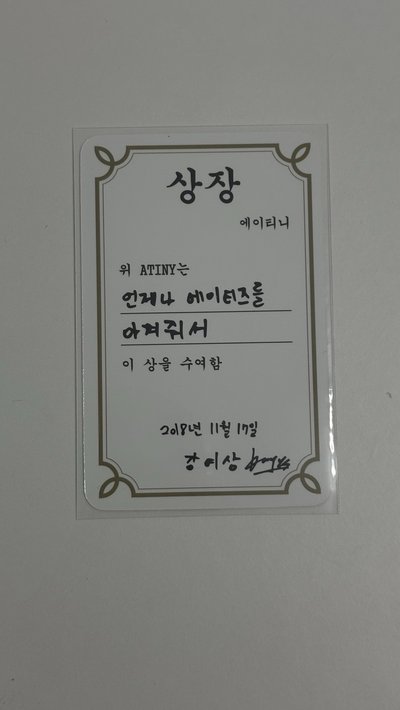 상장
에이티니
위 ATINY는
언제나 에이티즈를
아껴줘서
이 상을 수여함
2018년 11월 17일
강여상